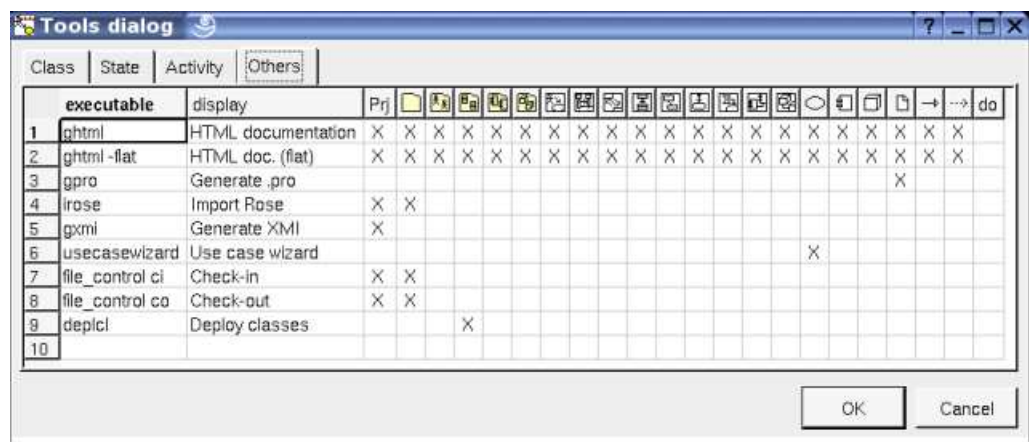 Tools dialog ?
Class State Activity Others
executable display Prj do
1 ghtml HTML documentation X X X X X X X X X X X X X X X X X X X X X
2 ghtml -flat HTML doc. (flat) X X X X X X X X X X X X X X X X X X X X X
3 gpro Generate .pro X
4 irose Import Rose X X
5 gxmi Generate XMI X
6 usecasewizard Use case wizard X
7 file_control ci Check-in X X
8 file_control co Check-out X X
9 deplcl Deploy classes X
10
OK Cancel